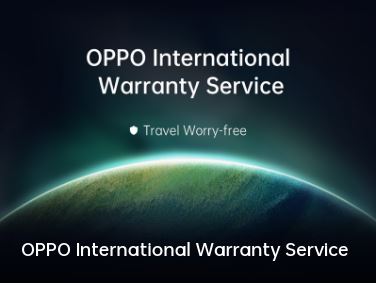 OPPO International
Warranty Service
Travel Worry-free
OPPO International Warranty Service